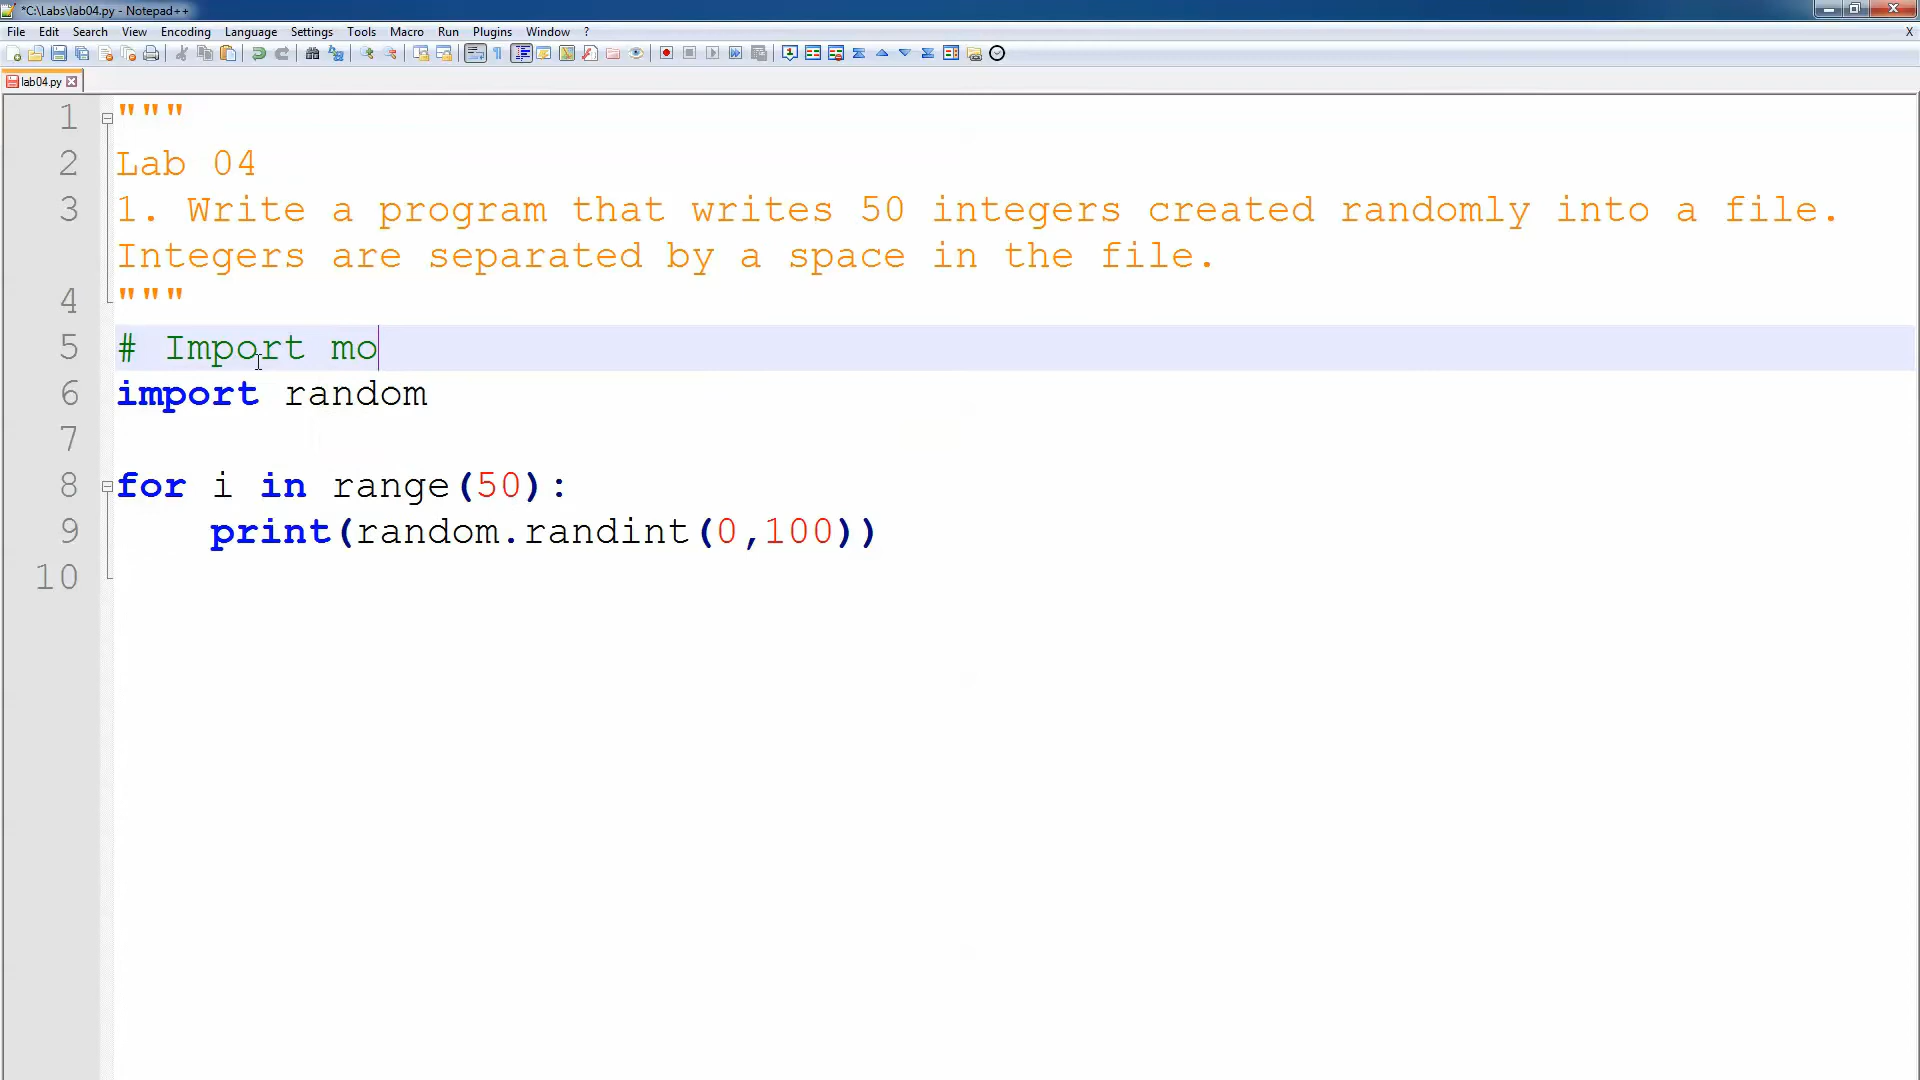 *C:\Labs\lab04.py - Notepad++
File Edit Search View Encoding Language Settings Tools Macro Run Plugins Window ? X
lab04.py
1 """
2 Lab 04
3 1. Write a program that writes 50 integers created randomly into a file.
Integers are separated by a space in the file.
4 """
5 # Import mo
6 import random
7
8 for i in range(50):
9 print(random.randint(0,100))
10